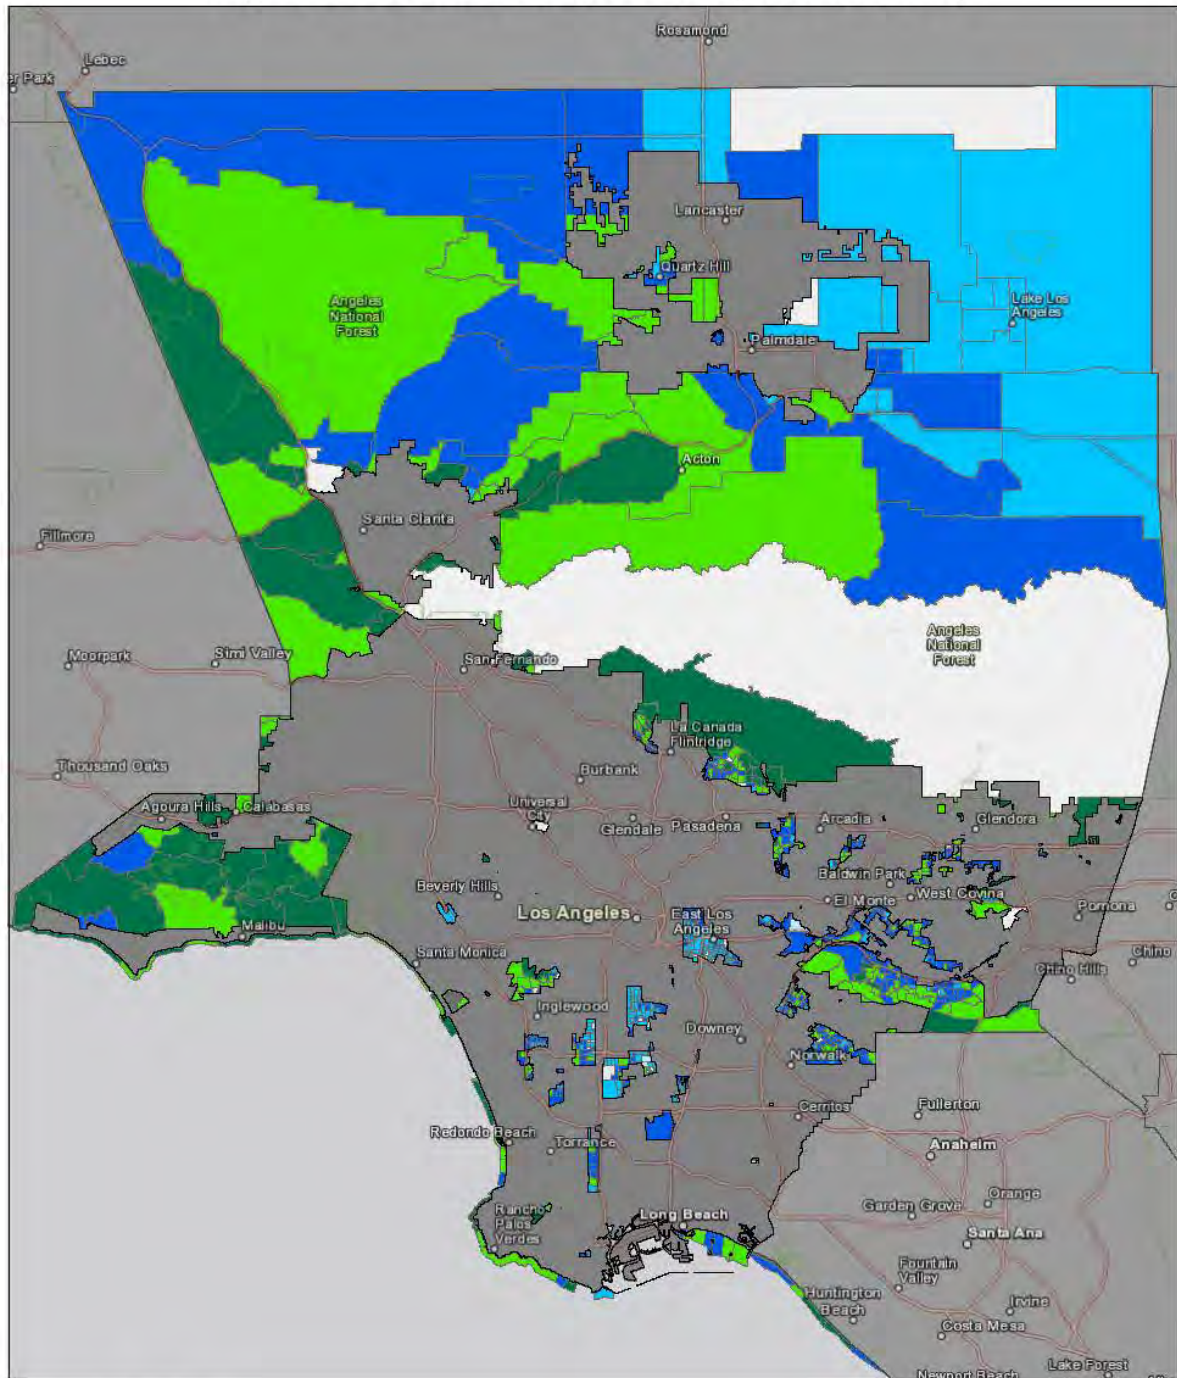 Rosamond
Lebec
er Park
Lancaster
Quartz Hill
Lake Los
Angeles
Angeles
National
Forest
Palmdale
Acton
Santa Clarita
Fillmore
Angeles
National
Forest
Moorpark
Simi Valley
San Fernando
La Canada
Flintridge
Thousand Oaks
Burbank
Agoura Hills
Calabasas
Universal
City
Glendale
Pasadena
Arcadia
Glendora
Baldwin Park
Beverly Hills
El Monte
West Covina
Los Angeles
East Los
Angeles
Pomona
Malibu
Santa Monica
Chino
Chino Hills
Inglewood
Downey
Norwalk
Cerritos
Fullerton
Redondo Beach
Torrance
Anaheim
Rancho
Palos
Verdes
Long Beach
Garden Grove
Orange
Santa Ana
Fountain
Valley
Huntington
Beach
Irvine
Costa Mesa
Newport Beach
Lake Forest